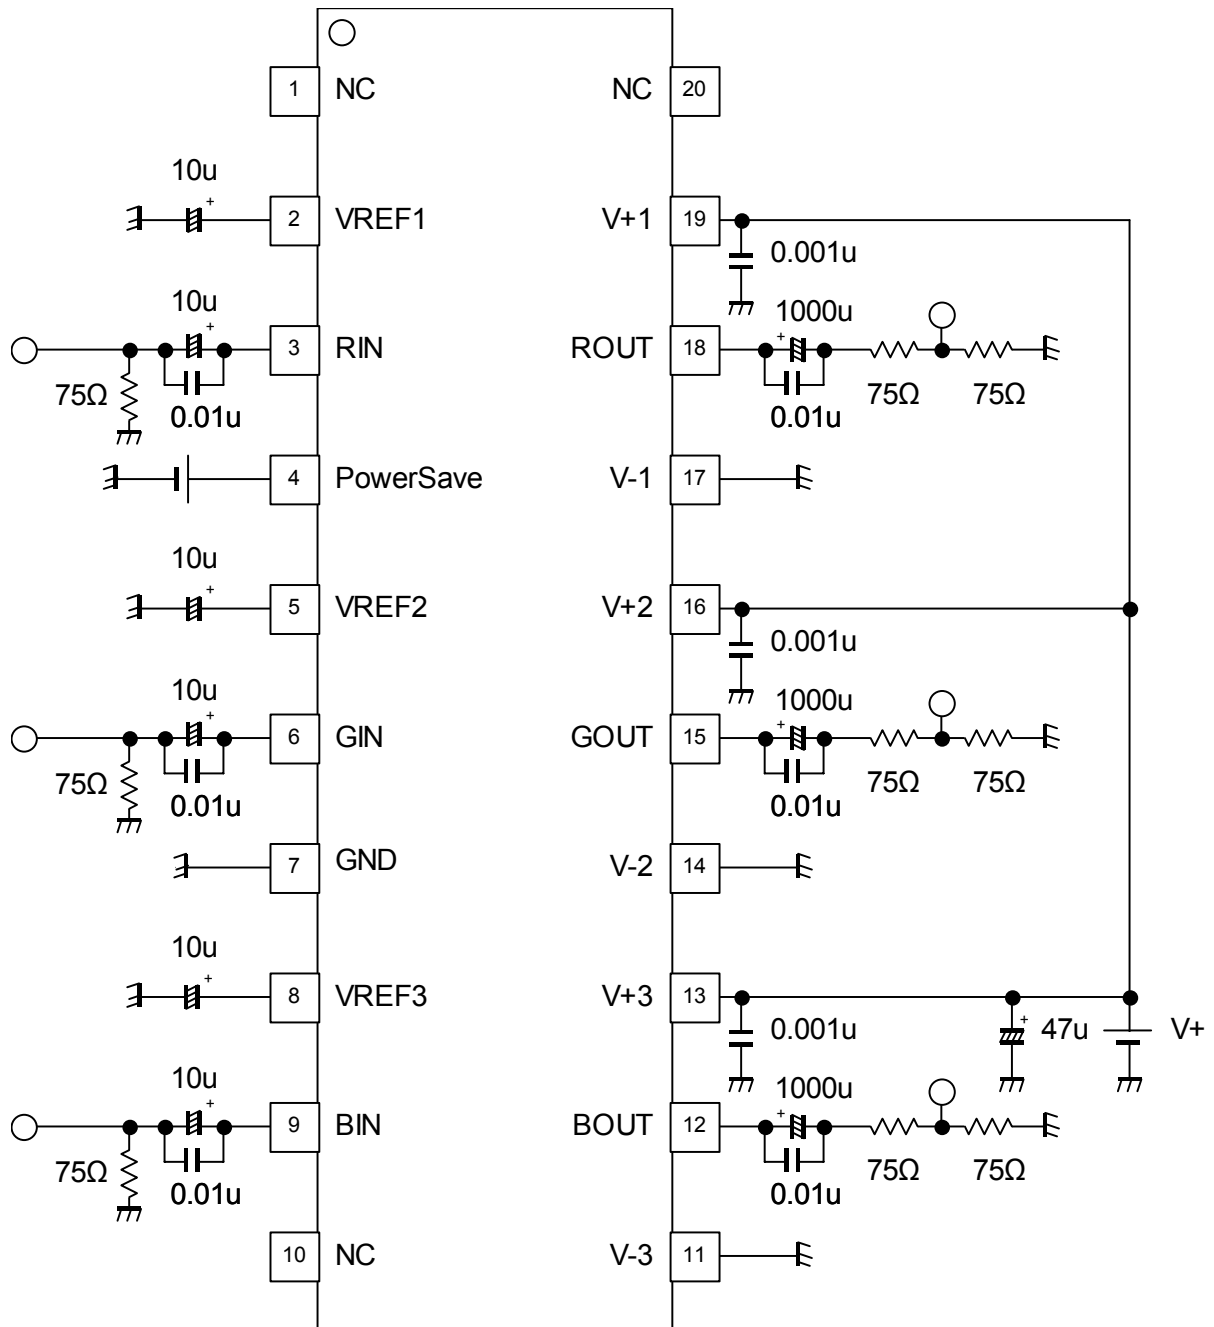 1 NC NC 20
10u
2 VREF1 V+1 19
0.001u
10u 1000u
+ +
3 RIN ROUT 18
75Ω 0.01u 0.01u 75Ω 75Ω
4 PowerSave V-1 17
10u
+
5 VREF2 V+2 16
0.001u
10u 1000u
+ +
6 GIN GOUT 15
75Ω 0.01u 0.01u 75Ω 75Ω
7 GND V-2 14
10u
+
8 VREF3 V+3 13
0.001u + 47u V+
10u 1000u
+ +
9 BIN BOUT 12
75Ω 0.01u 0.01u 75Ω 75Ω
10 NC V-3 11